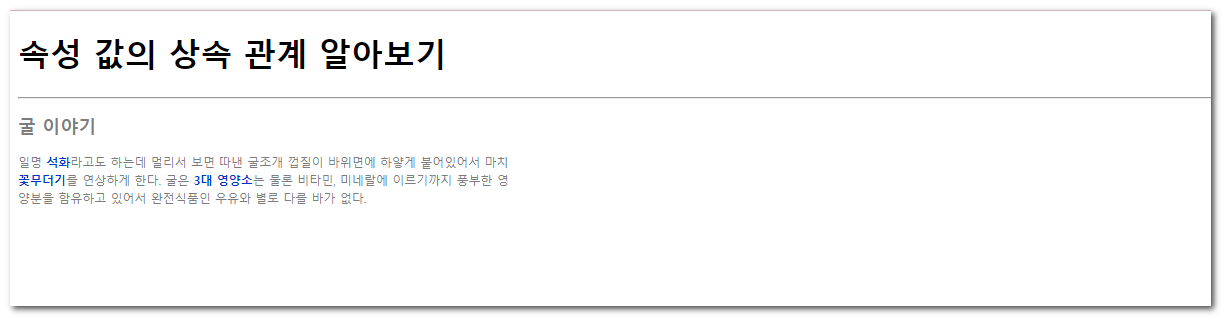 속성 값의 상속 관계 알아보기
굴 이야기
일명 석화라고도 하는데 멀리서 보면 따낸 굴조개 껍질이 바위면에 하얗게 붙어있어서 마치
꽃무더기를 연상하게 한다. 굴은 3대 영양소는 물론 비타민, 미네랄에 이르기까지 풍부한 영
양분을 함유하고 있어서 완전식품인 우유와 별로 다를 바가 없다.